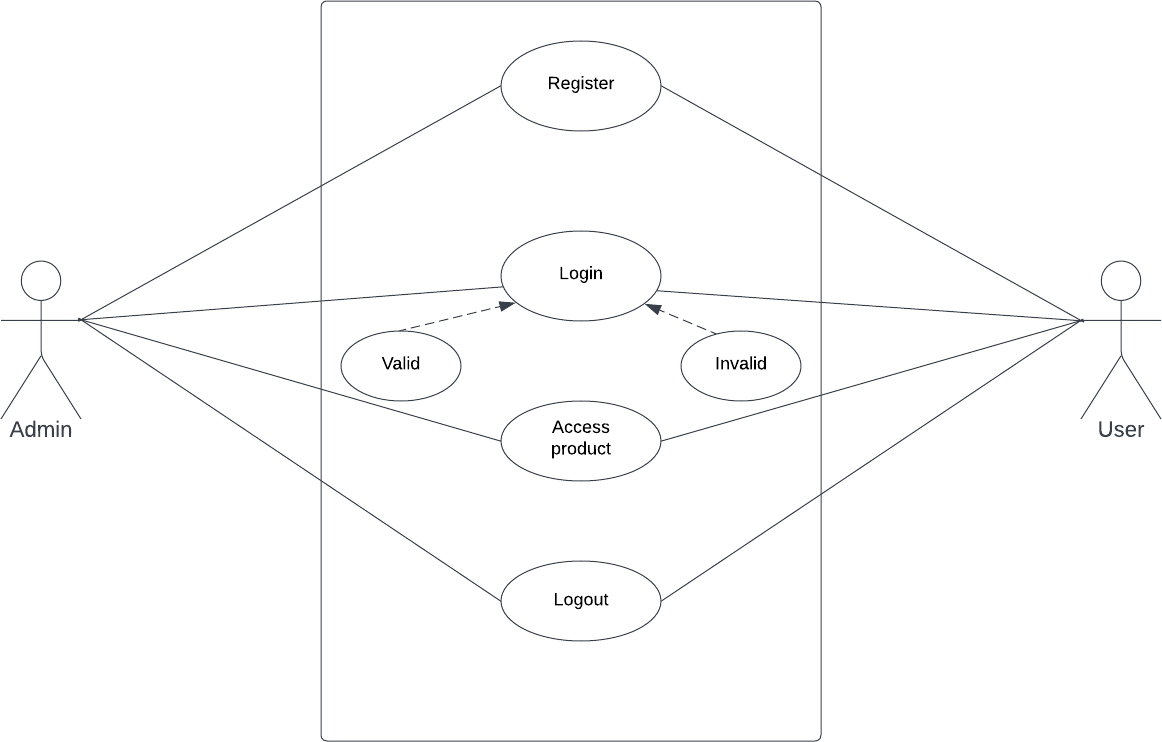 Register
Login
Valid
Invalid
Access
product
Admin
User
Logout